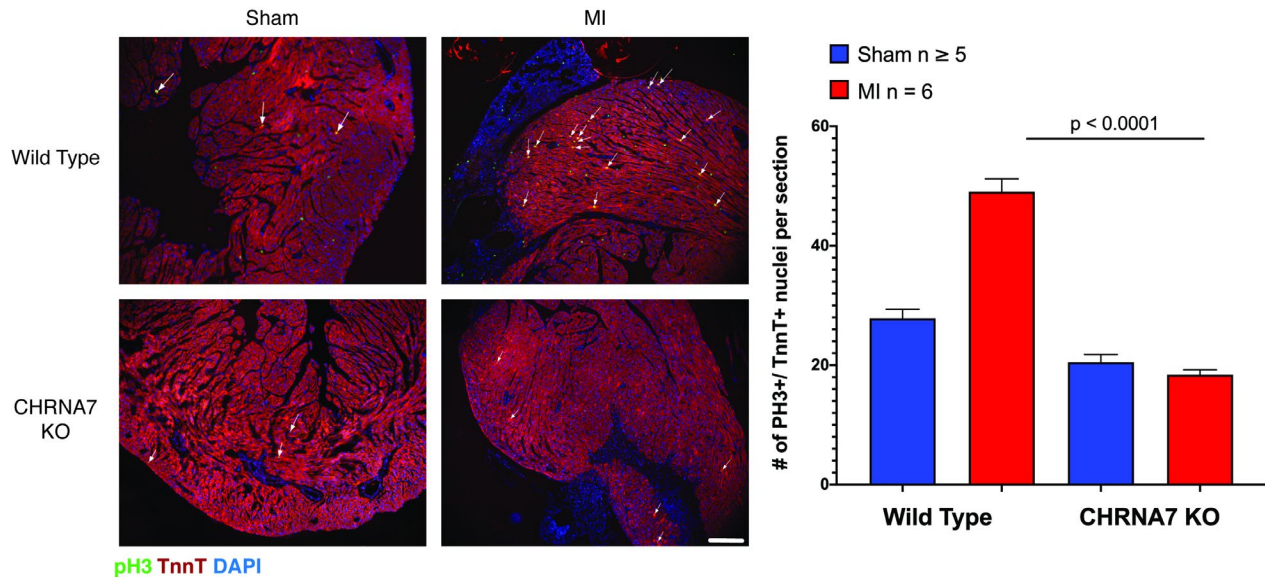 Sham
MI
Wild Type
CHRNA7
KO
pH3 TnnT DAPI
Sham n ≥ 5
MI n = 6
p < 0.0001
# of PH3+/ TnnT+ nuclei per section
60
40
20
0
Wild Type
CHRNA7 KO